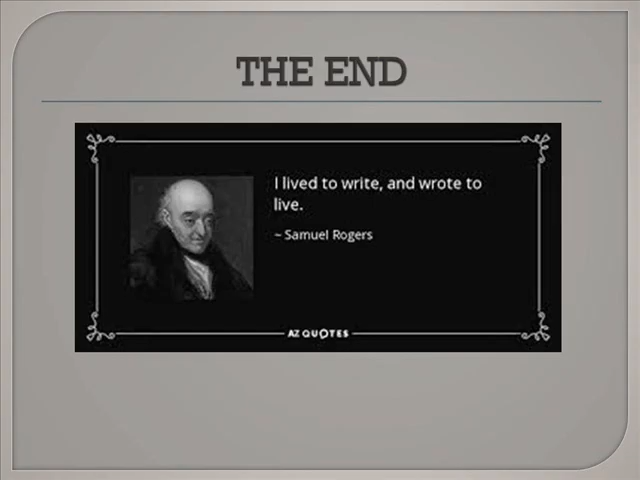 THE END
I lived to write, and wrote to
live.
~ Samuel Rogers
AZ QUOTES